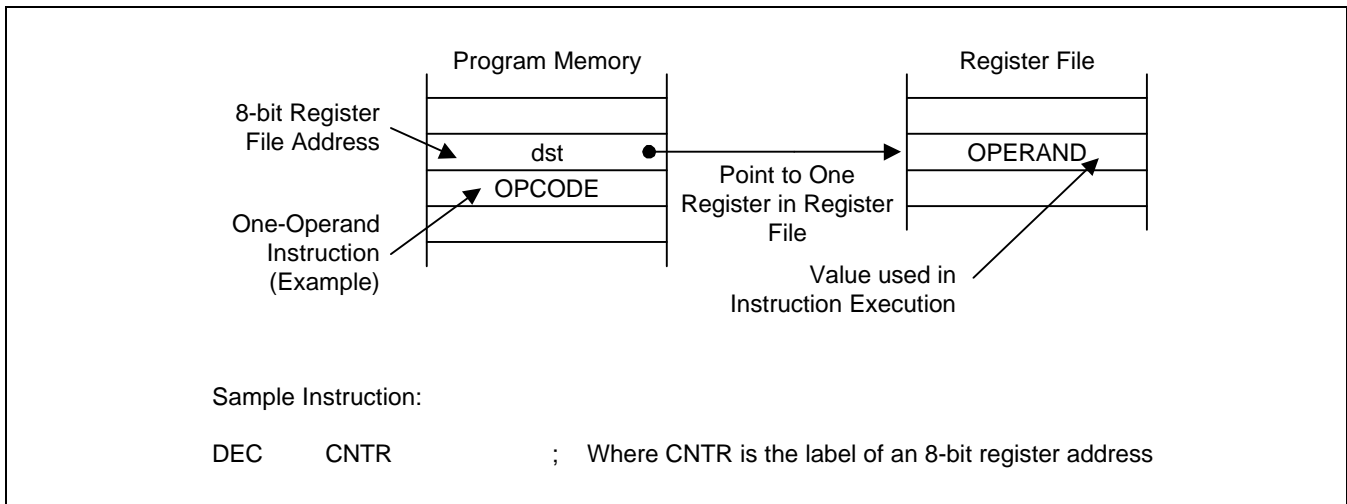 Program Memory
Register File
8-bit Register
File Address
dst
OPERAND
OPCODE
Point to One
Register in Register
File
One-Operand
Instruction
(Example)
Value used in
Instruction Execution
Sample Instruction:
DEC CNTR ; Where CNTR is the label of an 8-bit register address